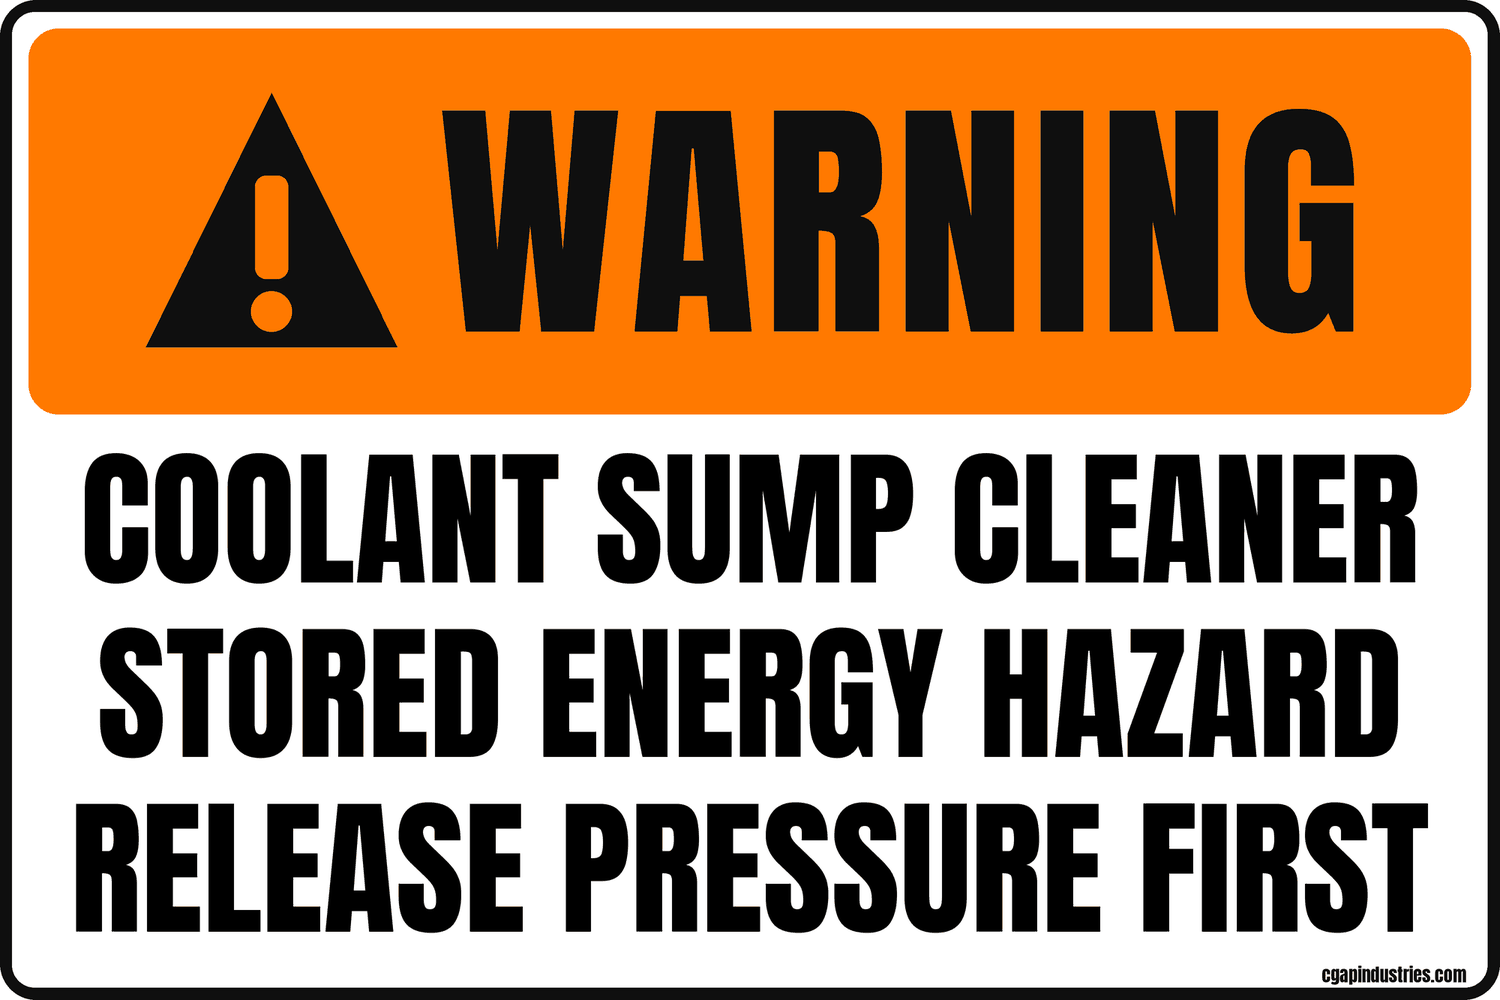 WARNING
COOLANT SUMP CLEANER
STORED ENERGY HAZARD
RELEASE PRESSURE FIRST
cgapindustries.com